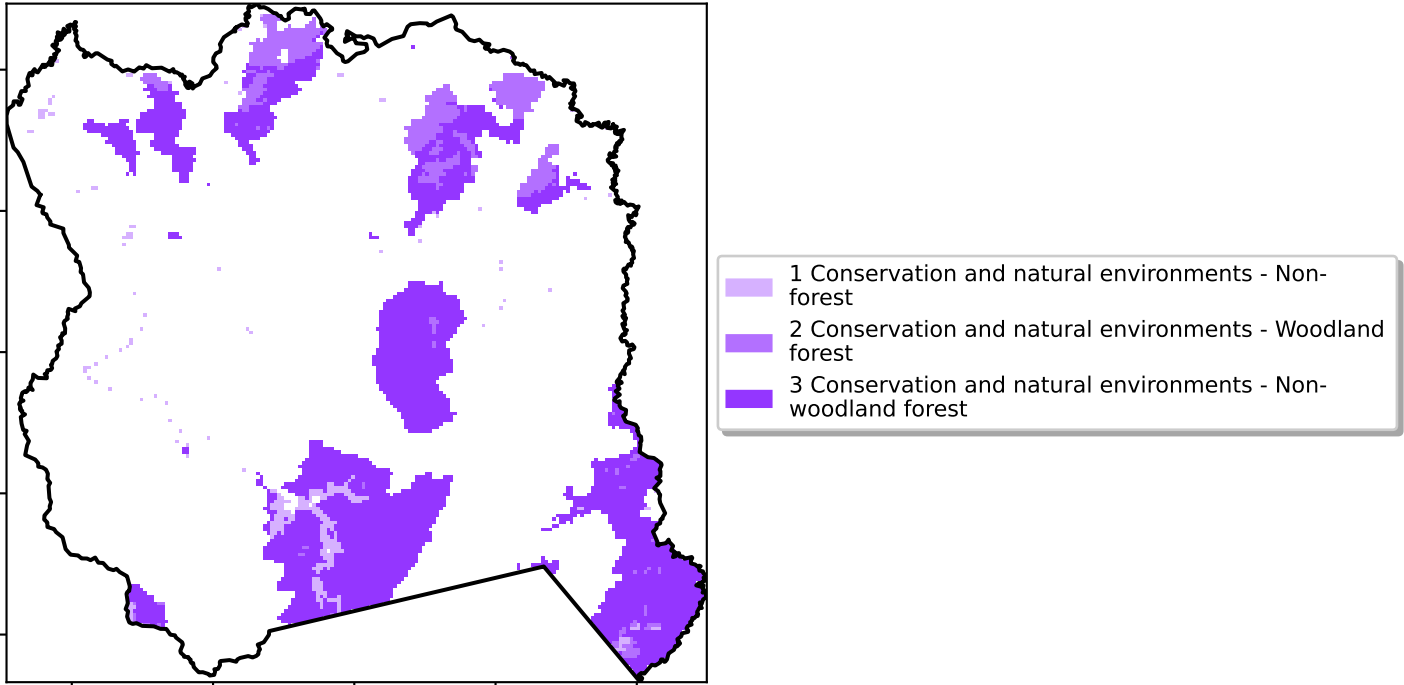 1 Conservation and natural environments - Non-
forest
2 Conservation and natural environments - Woodland
forest
3 Conservation and natural environments - Non-
woodland forest